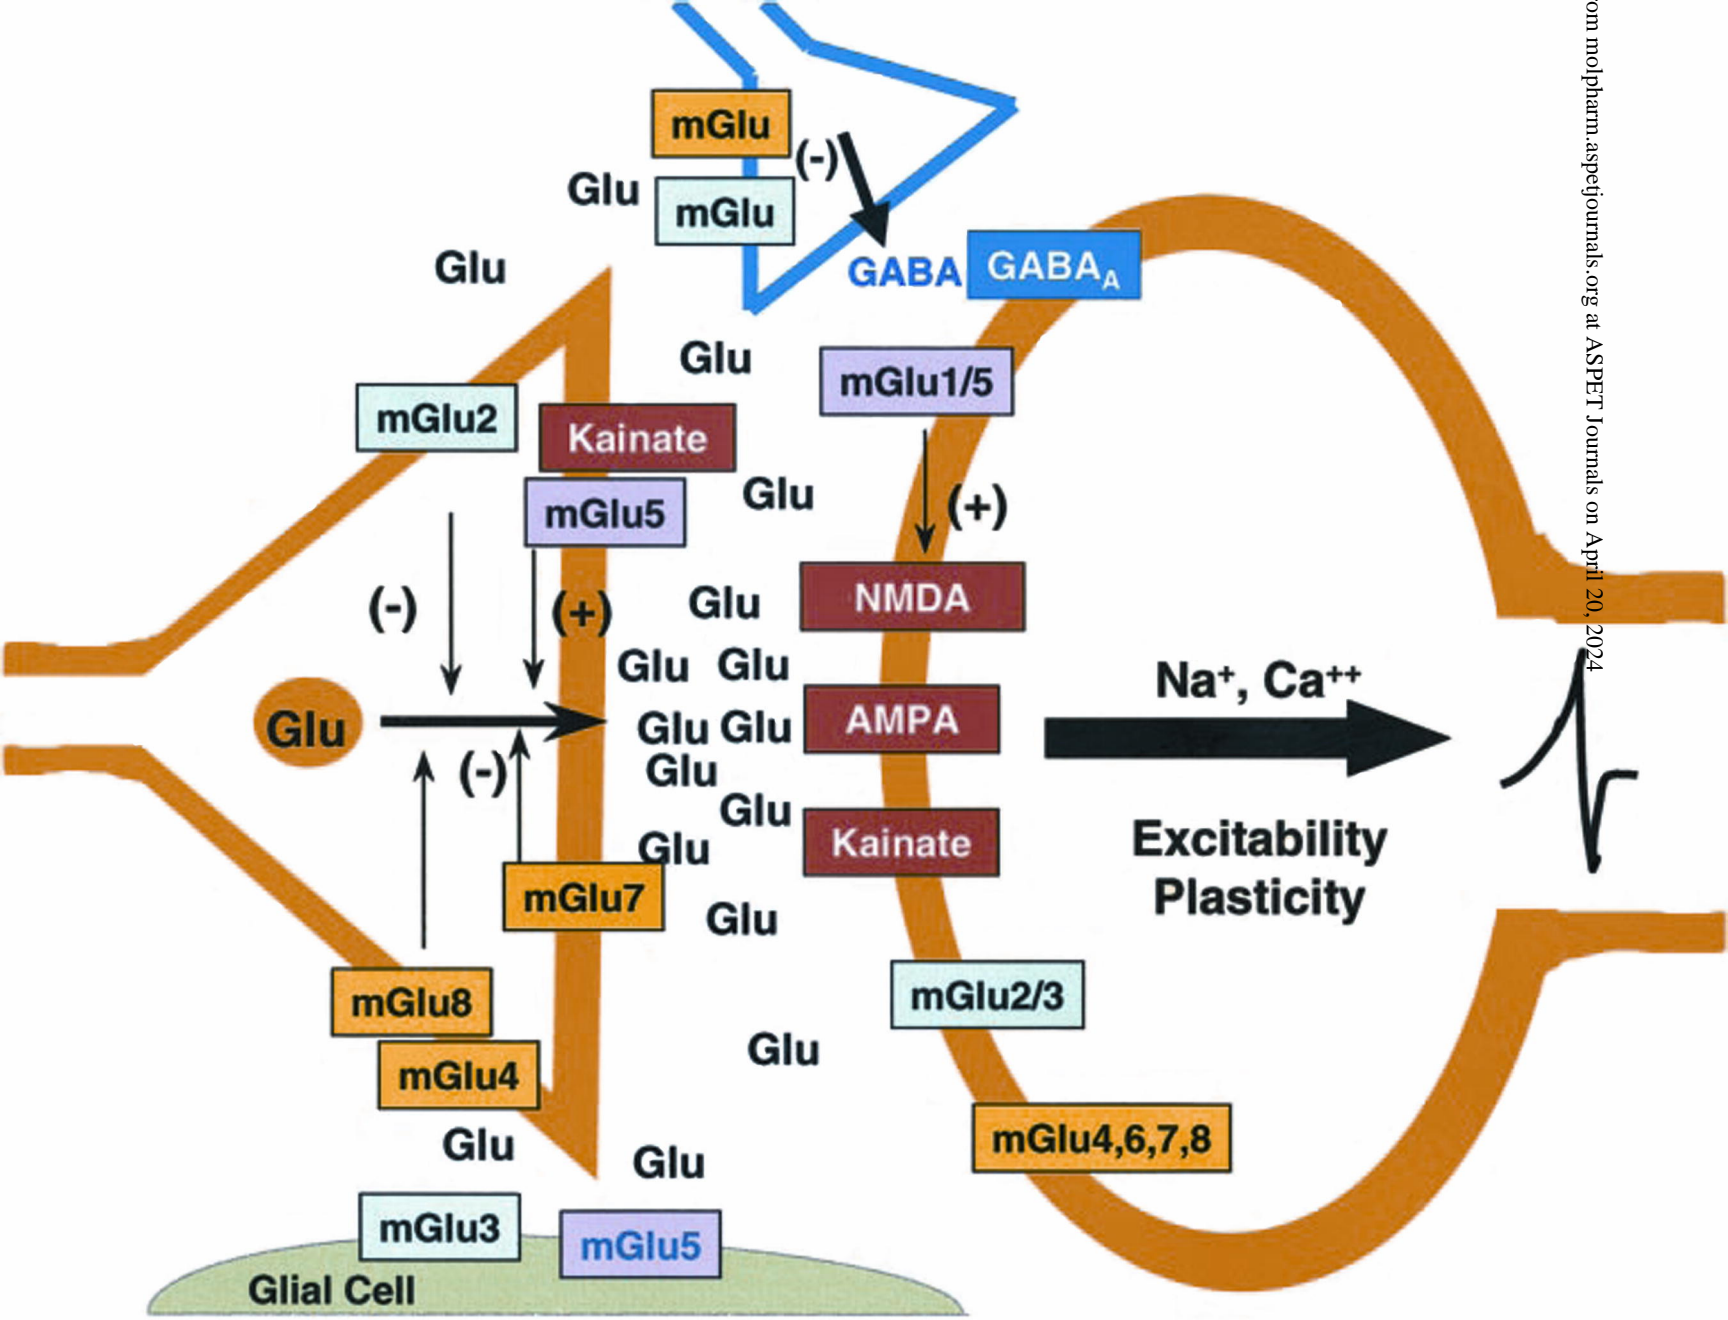 mGlu
(-)
Glu
mGlu
Glu
GABA
GABAA
Glu
mGlu1/5
mGlu2
Kainate
Glu
mGlu5
(+)
(-)
(+)
Glu
NMDA
Glu Glu
Na+, Ca++
Glu
Glu Glu
AMPA
(-)
Glu
Glu
Glu
Kainate
Excitability
Plasticity
mGlu7
Glu
mGlu8
mGlu2/3
Glu
mGlu4
Glu
Glu
mGlu4,6,7,8
mGlu3
mGlu5
Glial Cell
om molpharm.aspetjournals.org at ASPET Journals on April 20, 2024